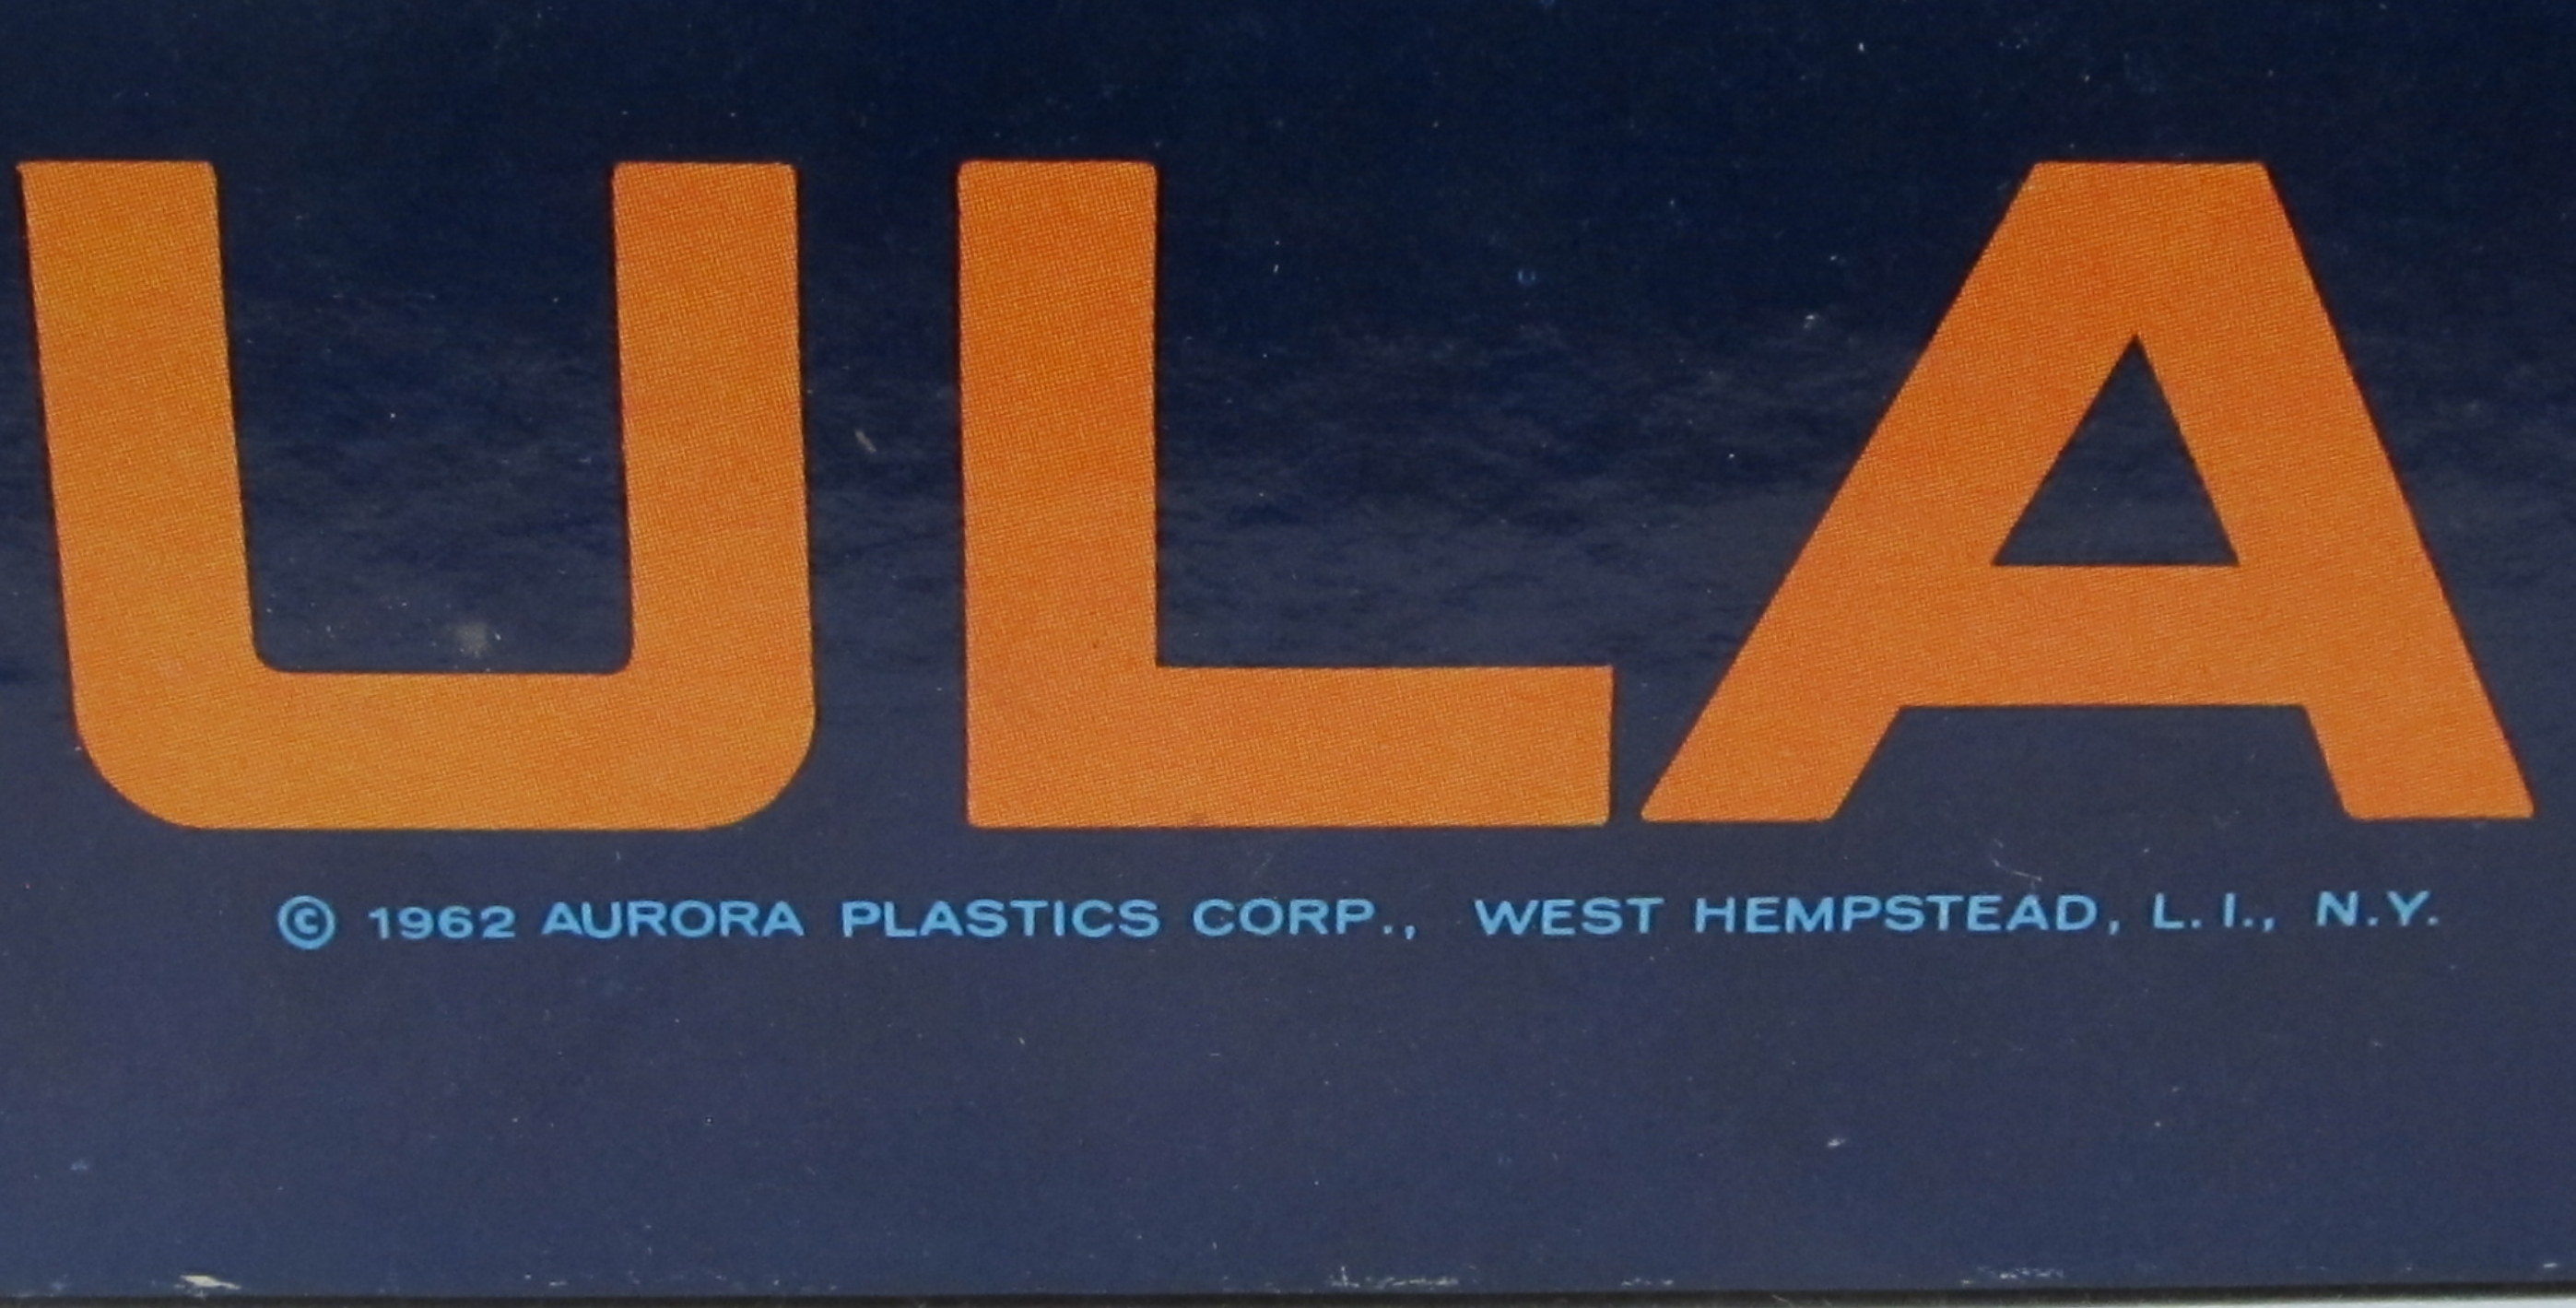 ULA
© 1962 AURORA PLASTICS CORP., WEST HEMPSTEAD, L. I., N.Y.